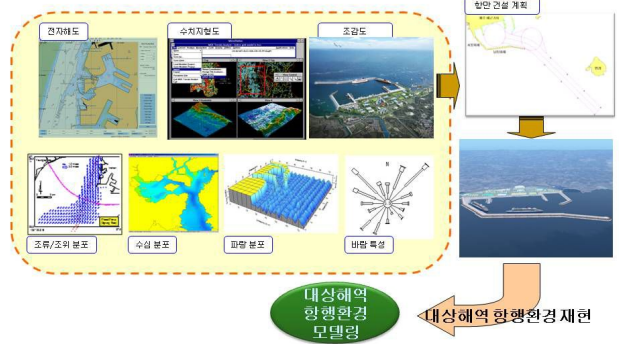 전자해도
수치지형도
조감도
항만 건설 계획
조류/조위 분포
수심 분포
파랑 분포
바람 특성
N
대상해역
항행환경
모델링
대상해역 항행환경 재현